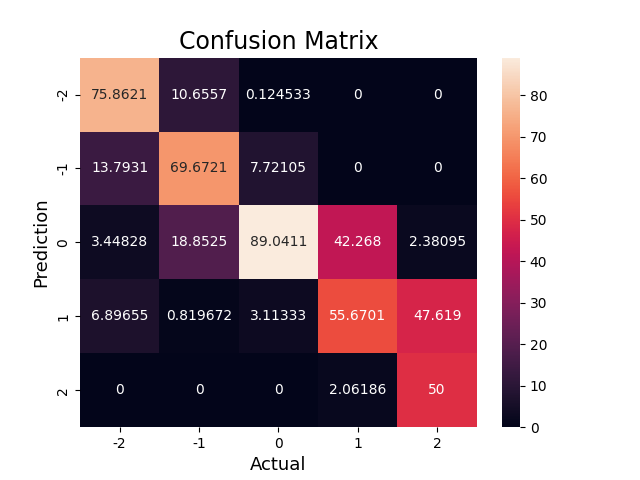 Confusion Matrix
-2 75.8621 10.6557 0.124533 0 0
-1 13.7931 69.6721 7.72105 0 0
0 3.44828 18.8525 89.0411 42.268 2.38095
1 6.89655 0.819672 3.11333 55.6701 47.619
2 0 0 0 2.06186 50
-2 -1 0 1 2
Prediction
Actual
80
70
60
50
40
30
20
10
0